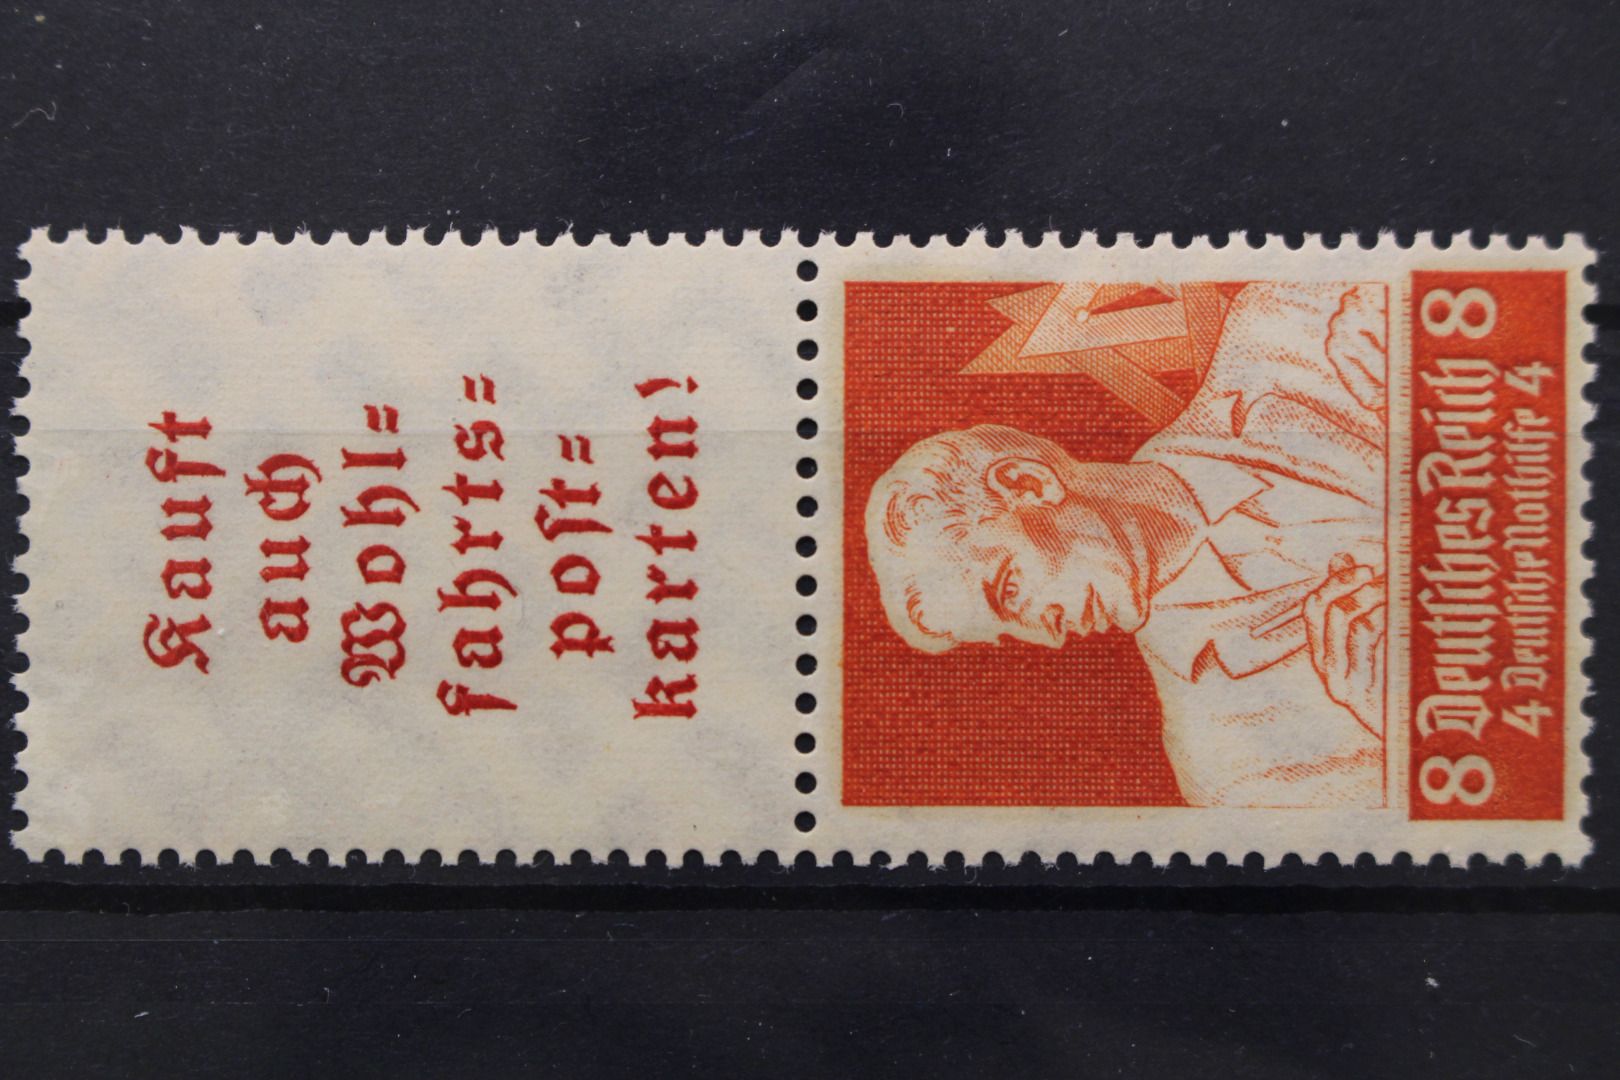 Kauft
auch
Wohl=
fahrts=
post=
karten!
8 Deutsches Reich 8
4 Deutsche Nothilfe 4